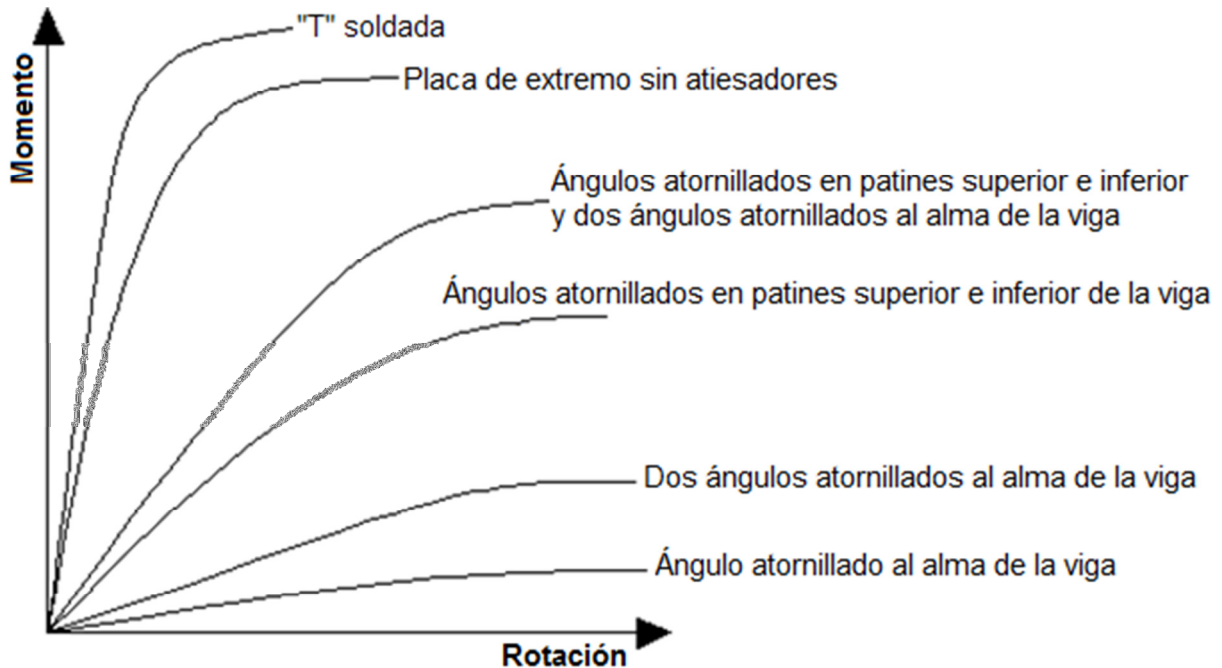 "T" soldada
Placa de extremo sin atiesadores
Momento
Ángulos atornillados en patines superior e inferior
y dos ángulos atornillados al alma de la viga
Ángulos atornillados en patines superior e inferior de la viga
Dos ángulos atornillados al alma de la viga
Ángulo atornillado al alma de la viga
Rotación